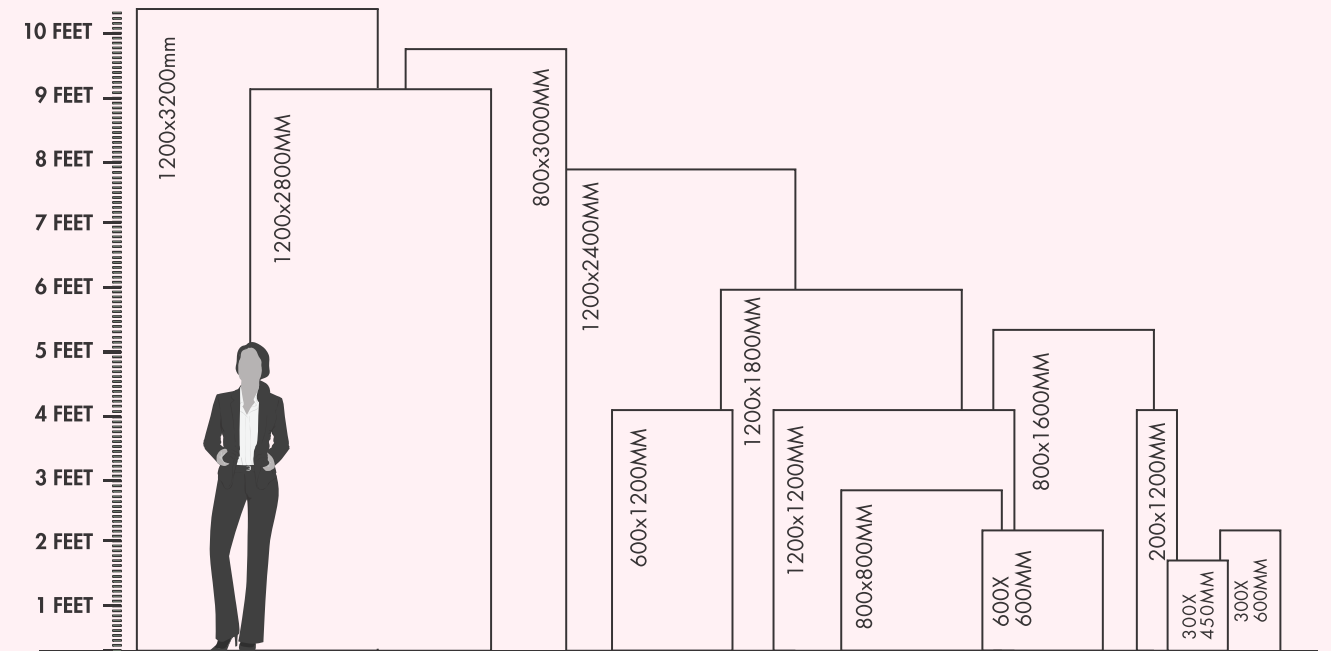 10 FEET
9 FEET
8 FEET
7 FEET
6 FEET
5 FEET
4 FEET
3 FEET
2 FEET
1 FEET
1200x3200mm
1200x2800MM
800x3000MM
1200x2400MM
600x1200MM
1200x1800MM
1200x1200MM
800x800MM
600X
600MM
800x1600MM
200x1200MM
300X
450MM
300X
600MM